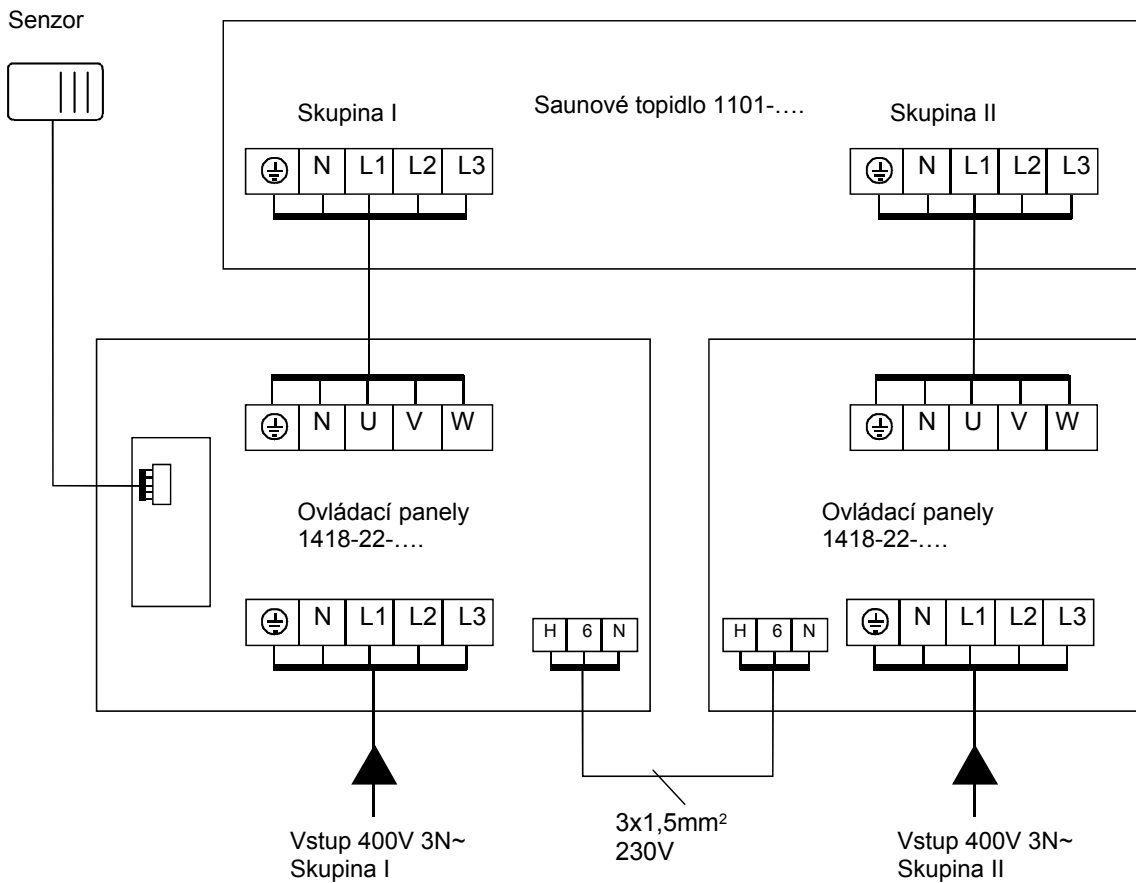 Senzor
Saunové topidlo 1101-….
Skupina I
Skupina II
N L1 L2 L3
N L1 L2 L3
N U V W
N U V W
Ovládací panely
1418-22-….
Ovládací panely
1418-22-….
N L1 L2 L3
H 6 N
H 6 N
N L1 L2 L3
Vstup 400V 3N~
Skupina I
3x1,5mm²
230V
Vstup 400V 3N~
Skupina II